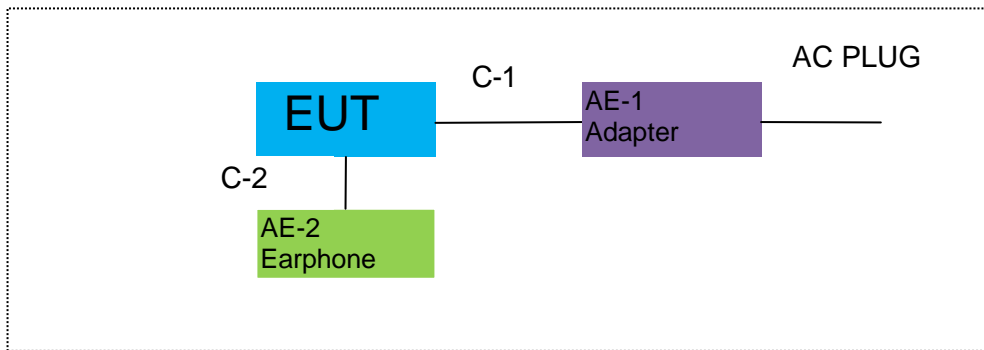 AC PLUG
C-1
EUT
AE-1
Adapter
C-2
AE-2
Earphone